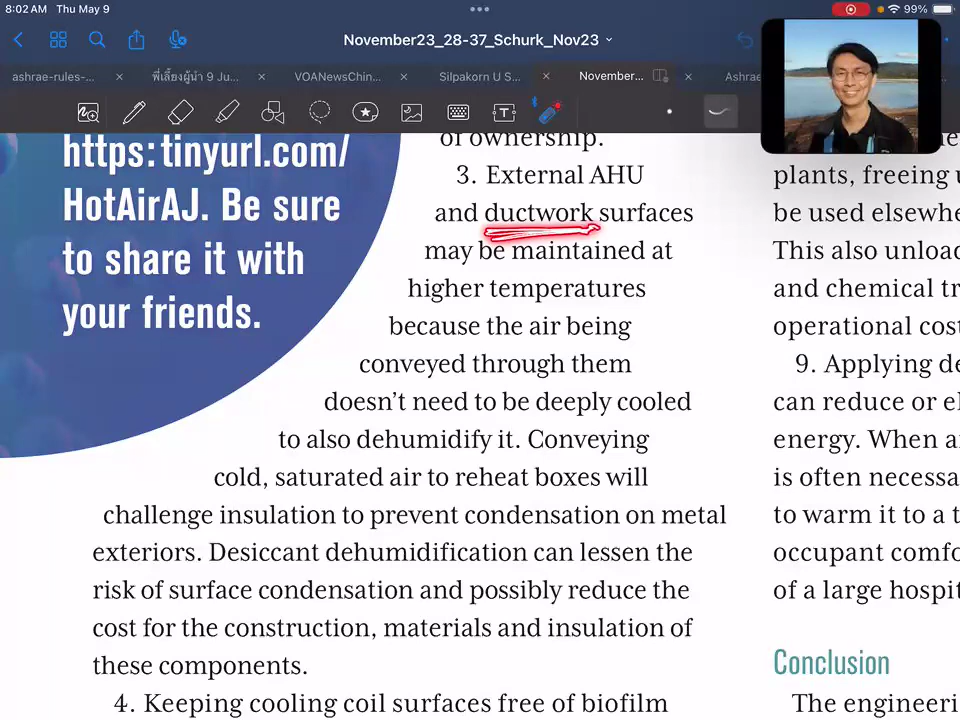 8:02 AM Thu May 9
99%
November23_28-37_Schurk_Nov23
ashrae-rules-...
พี่เลี้ยงผู้นำ 9 Ju...
VOANewsChin...
Silpakorn U S...
November...
Ashrae
https:tinyurl.com/
HotAirAJ. Be sure
to share it with
your friends.
of ownership.
3. External AHU
and ductwork surfaces
may be maintained at
higher temperatures
because the air being
conveyed through them
doesn’t need to be deeply cooled
to also dehumidify it. Conveying
cold, saturated air to reheat boxes will
challenge insulation to prevent condensation on metal
exteriors. Desiccant dehumidification can lessen the
risk of surface condensation and possibly reduce the
cost for the construction, materials and insulation of
these components.
4. Keeping cooling coil surfaces free of biofilm
plants, freeing
be used elsewhe
This also unload
and chemical tr
operational cost
9. Applying de
can reduce or el
energy. When a
is often necessa
to warm it to a t
occupant comfo
of a large hospit
Conclusion
The engineeri